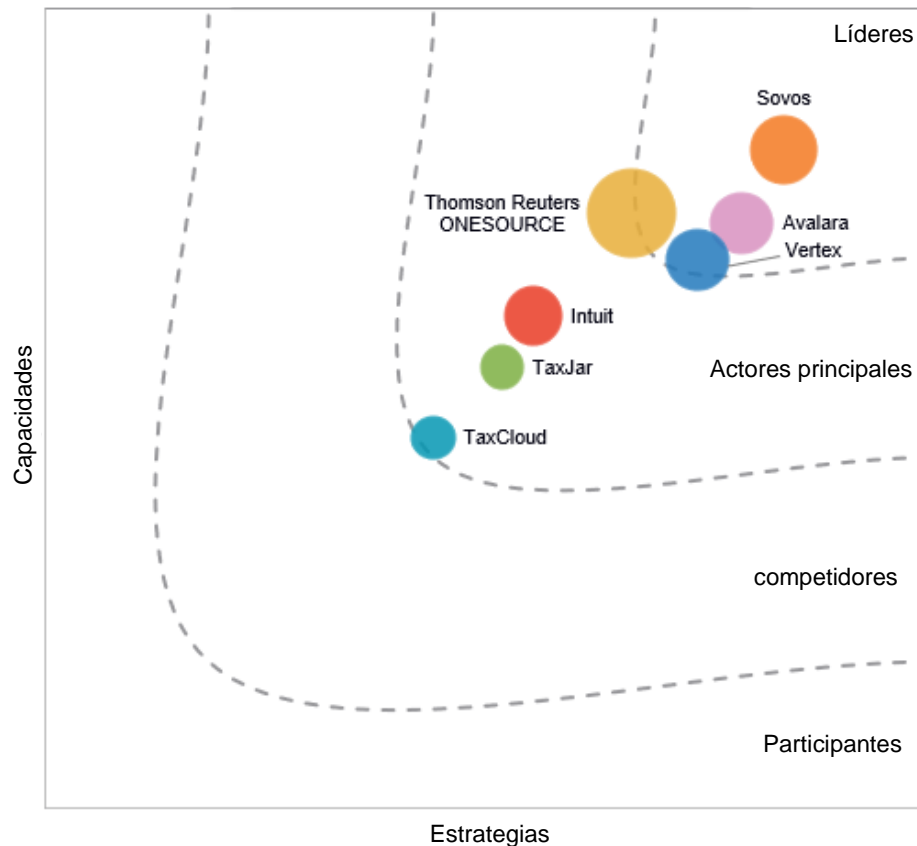 Líderes
Sovos
Thomson Reuters
ONESOURCE
Avalara
Vertex
Intuit
TaxJar
Actores principales
TaxCloud
Capacidades
competidores
Participantes
Estrategias